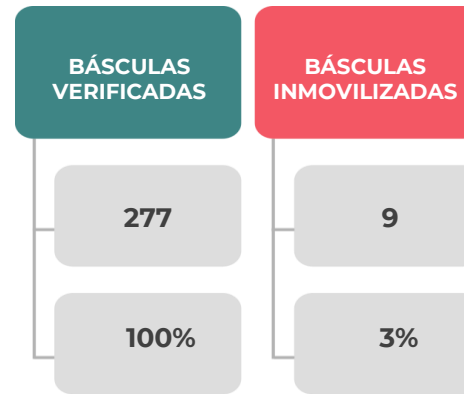 BÁSCULAS
VERIFICADAS
277
100%
BÁSCULAS
INMOVILIZADAS
9
3%